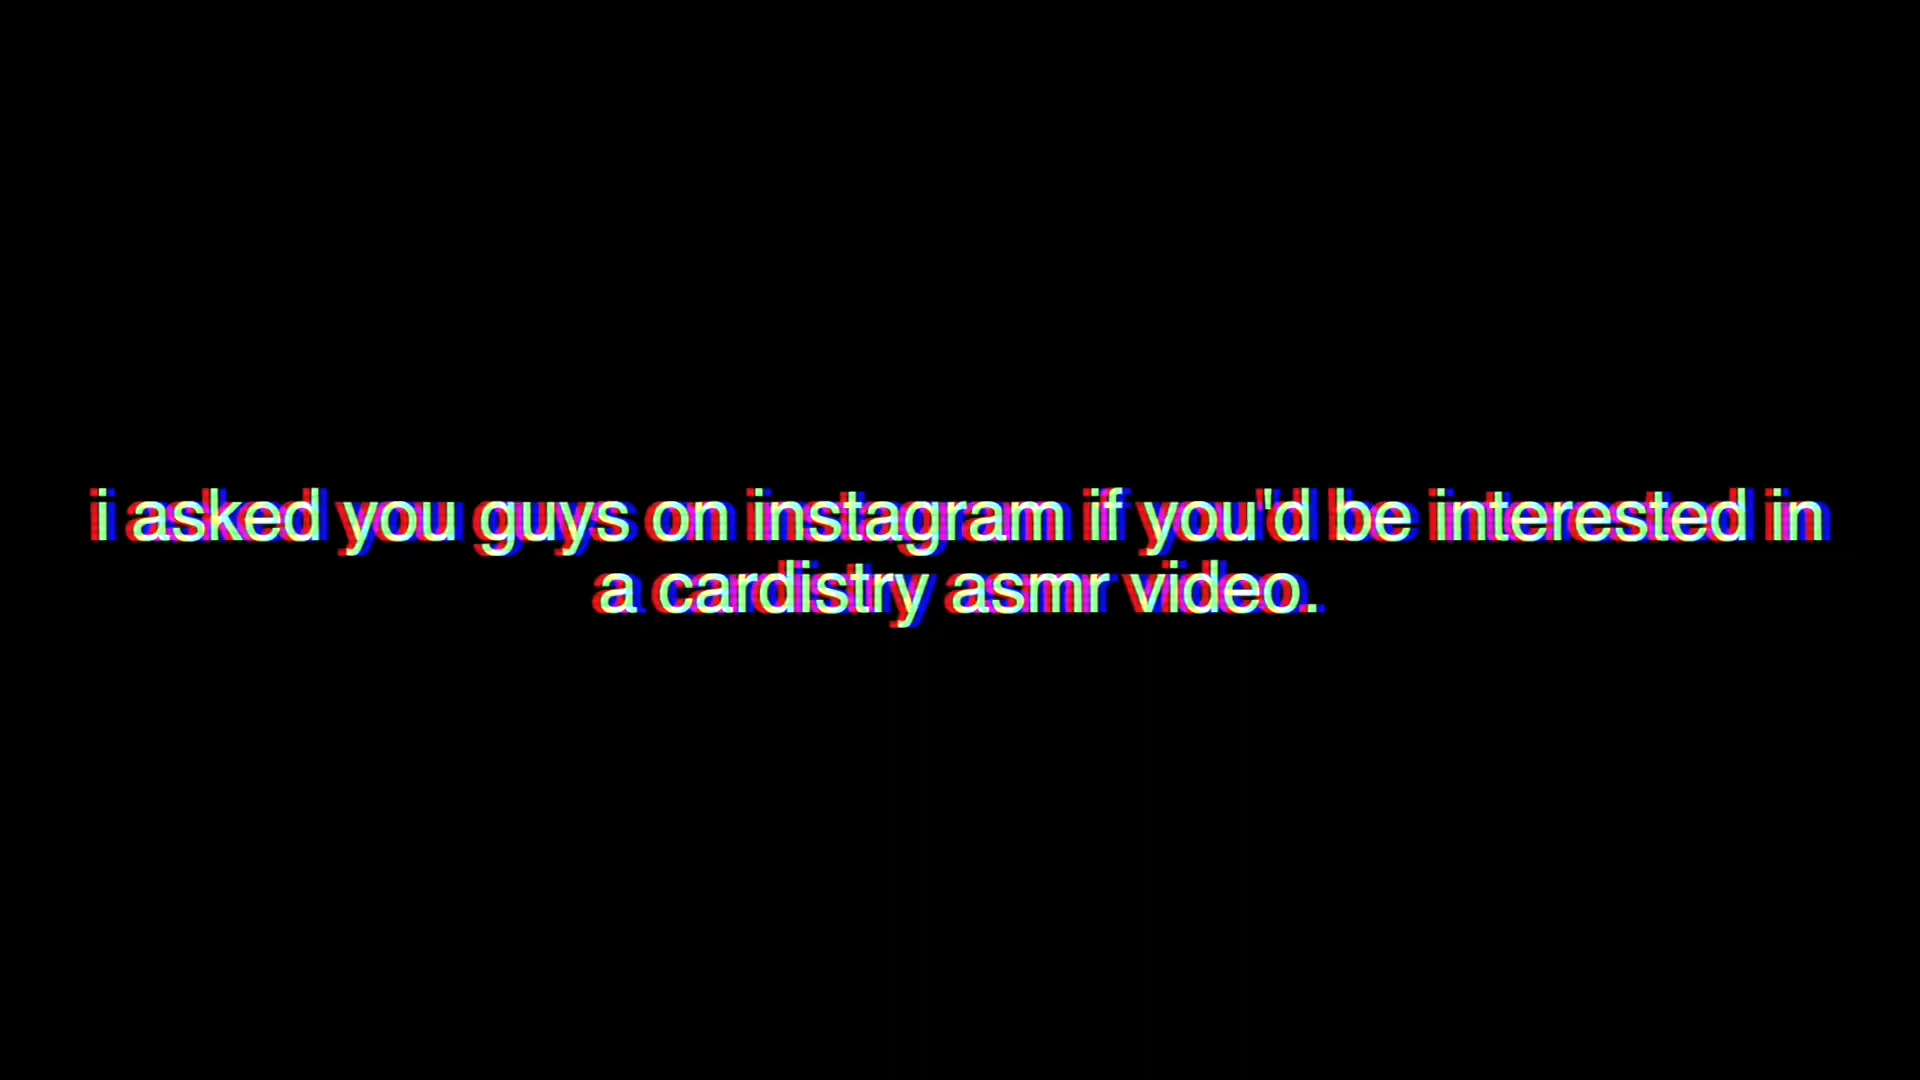 i asked you guys on instagram if you'd be interested in
a cardistry asmr video.